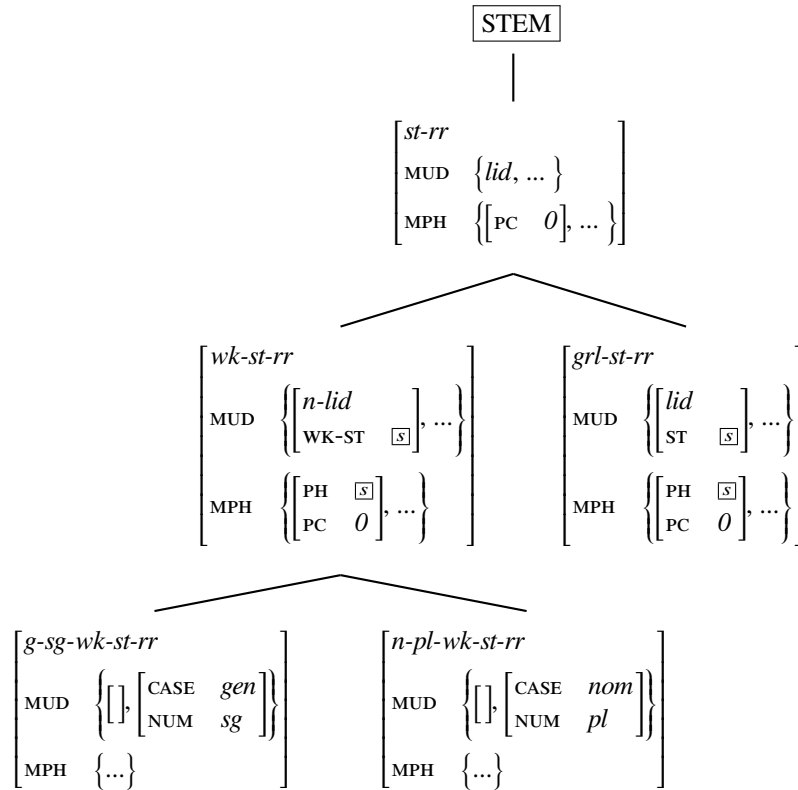 STEM
st-rr
MUD {lid, ... }
MPH {[PC 0], ... }
wk-st-rr
MUD {[n-lid
WK-ST s], ...}
MPH {[PH s
PC 0], ...}
grl-st-rr
MUD {[lid
ST s], ...}
MPH {[PH s
PC 0], ...}
g-sg-wk-st-rr
MUD {[ ], [CASE gen
NUM sg]}
MPH {...}
n-pl-wk-st-rr
MUD {[ ], [CASE nom
NUM pl]}
MPH {...}